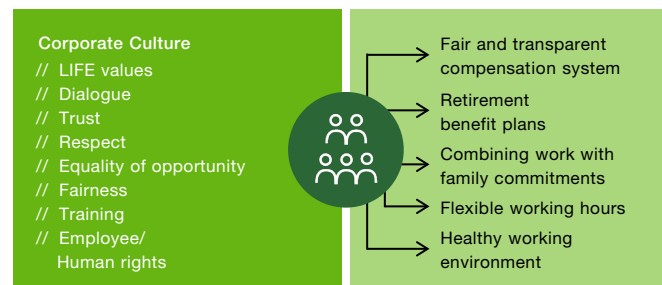 Corporate Culture
// LIFE values
// Dialogue
// Trust
// Respect
// Equality of opportunity
// Fairness
// Training
// Employee/
Human rights
Fair and transparent
compensation system
Retirement
benefit plans
Combining work with
family commitments
Flexible working hours
Healthy working
environment